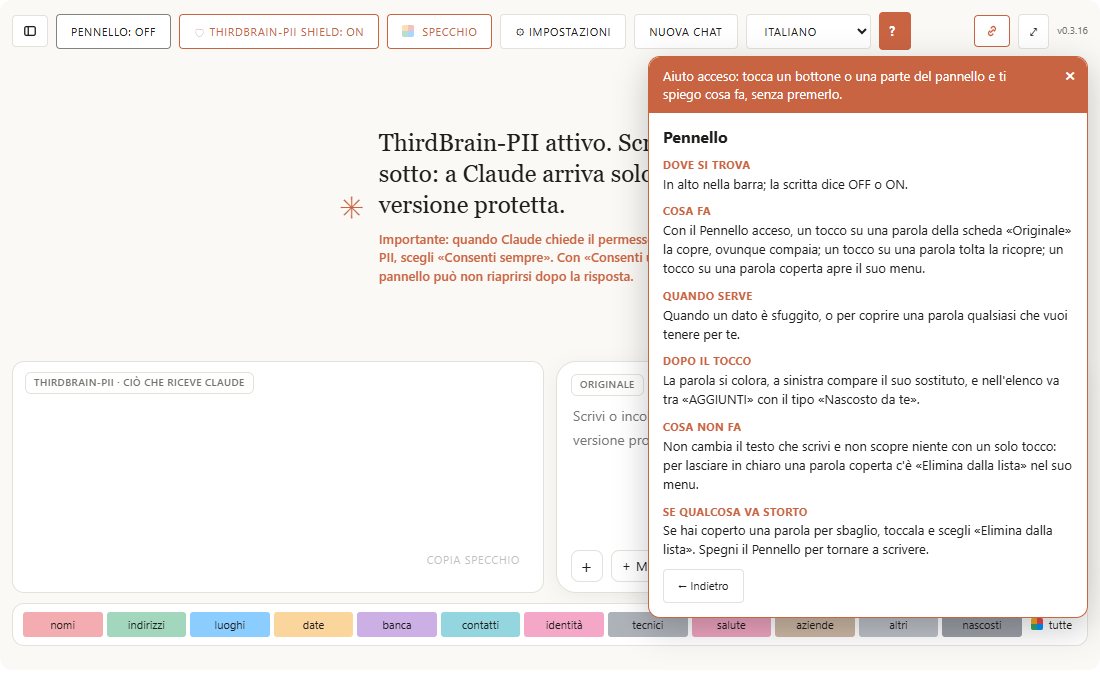 PENNELLO: OFF
THIRDBRAIN-PII SHIELD: ON
SPECCHIO
IMPOSTAZIONI
NUOVA CHAT
ITALIANO
?
v0.3.16
Aiuto acceso: tocca un bottone o una parte del pannello e ti
spiego cosa fa, senza premerlo.
ThirdBrain-PII attivo. Scr
sotto: a Claude arriva solo
versione protetta.
Importante: quando Claude chiede il permess
PII, scegli «Consenti sempre». Con «Consenti
pannello può non riaprirsi dopo la risposta.
Pennello
DOVE SI TROVA
In alto nella barra; la scritta dice OFF o ON.
COSA FA
Con il Pennello acceso, un tocco su una parola della scheda «Originale»
la copre, ovunque compaia; un tocco su una parola tolta la ricopre; un
tocco su una parola coperta apre il suo menu.
QUANDO SERVE
Quando un dato è sfuggito, o per coprire una parola qualsiasi che vuoi
tenere per te.
DOPO IL TOCCO
La parola si colora, a sinistra compare il suo sostituto, e nell'elenco va
tra «AGGIUNTI» con il tipo «Nascosto da te».
COSA NON FA
Non cambia il testo che scrivi e non scopre niente con un solo tocco:
per lasciare in chiaro una parola coperta c'è «Elimina dalla lista» nel suo
menu.
SE QUALCOSA VA STORTO
Se hai coperto una parola per sbaglio, toccala e scegli «Elimina dalla
lista». Spegni il Pennello per tornare a scrivere.
← Indietro
THIRDBRAIN-PII · CIÒ CHE RICEVE CLAUDE
COPIA SPECCHIO
ORIGINALE
Scrivi o inco
versione pro
+
+ M
nomi
indirizzi
luoghi
date
banca
contatti
identità
tecnici
salute
aziende
altri
nascosti
tutte